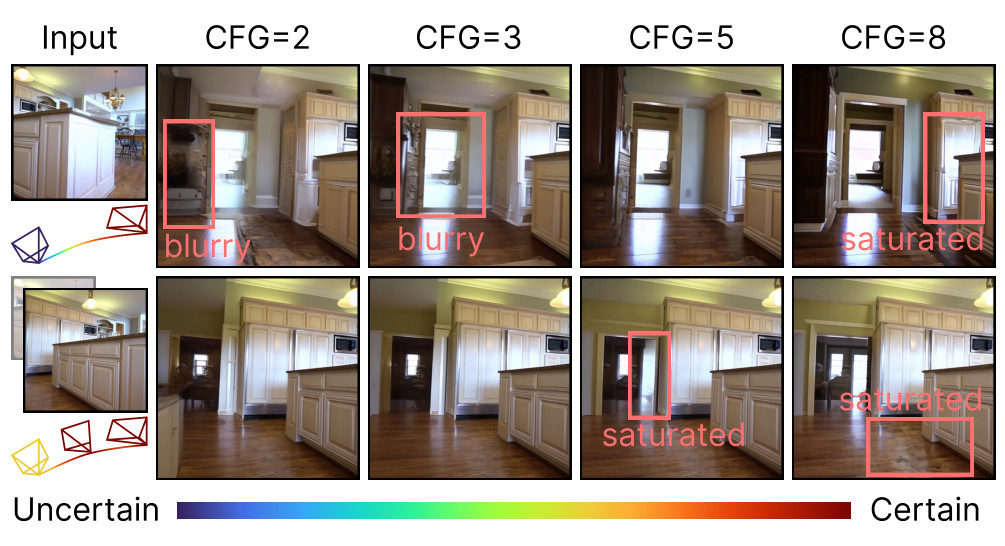 Input CFG=2 CFG=3 CFG=5 CFG=8
blurry
blurry
saturated
saturated
saturated
Uncertain Certain